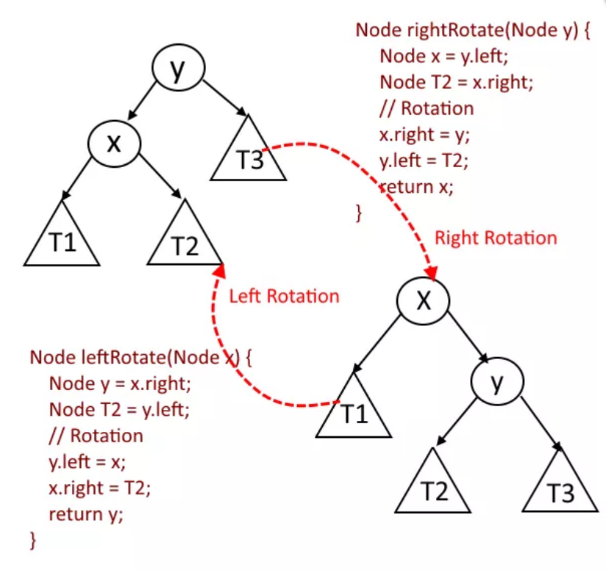 Node rightRotate(Node y) {
Node x = y.left;
Node T2 = x.right;
// Rotation
x.right = y;
y.left = T2;
return x;
}
y
x
T3
T1
T2
Right Rotation
Left Rotation
X
y
T1
T2
T3
Node leftRotate(Node x) {
Node y = x.right;
Node T2 = y.left;
// Rotation
y.left = x;
x.right = T2;
return y;
}